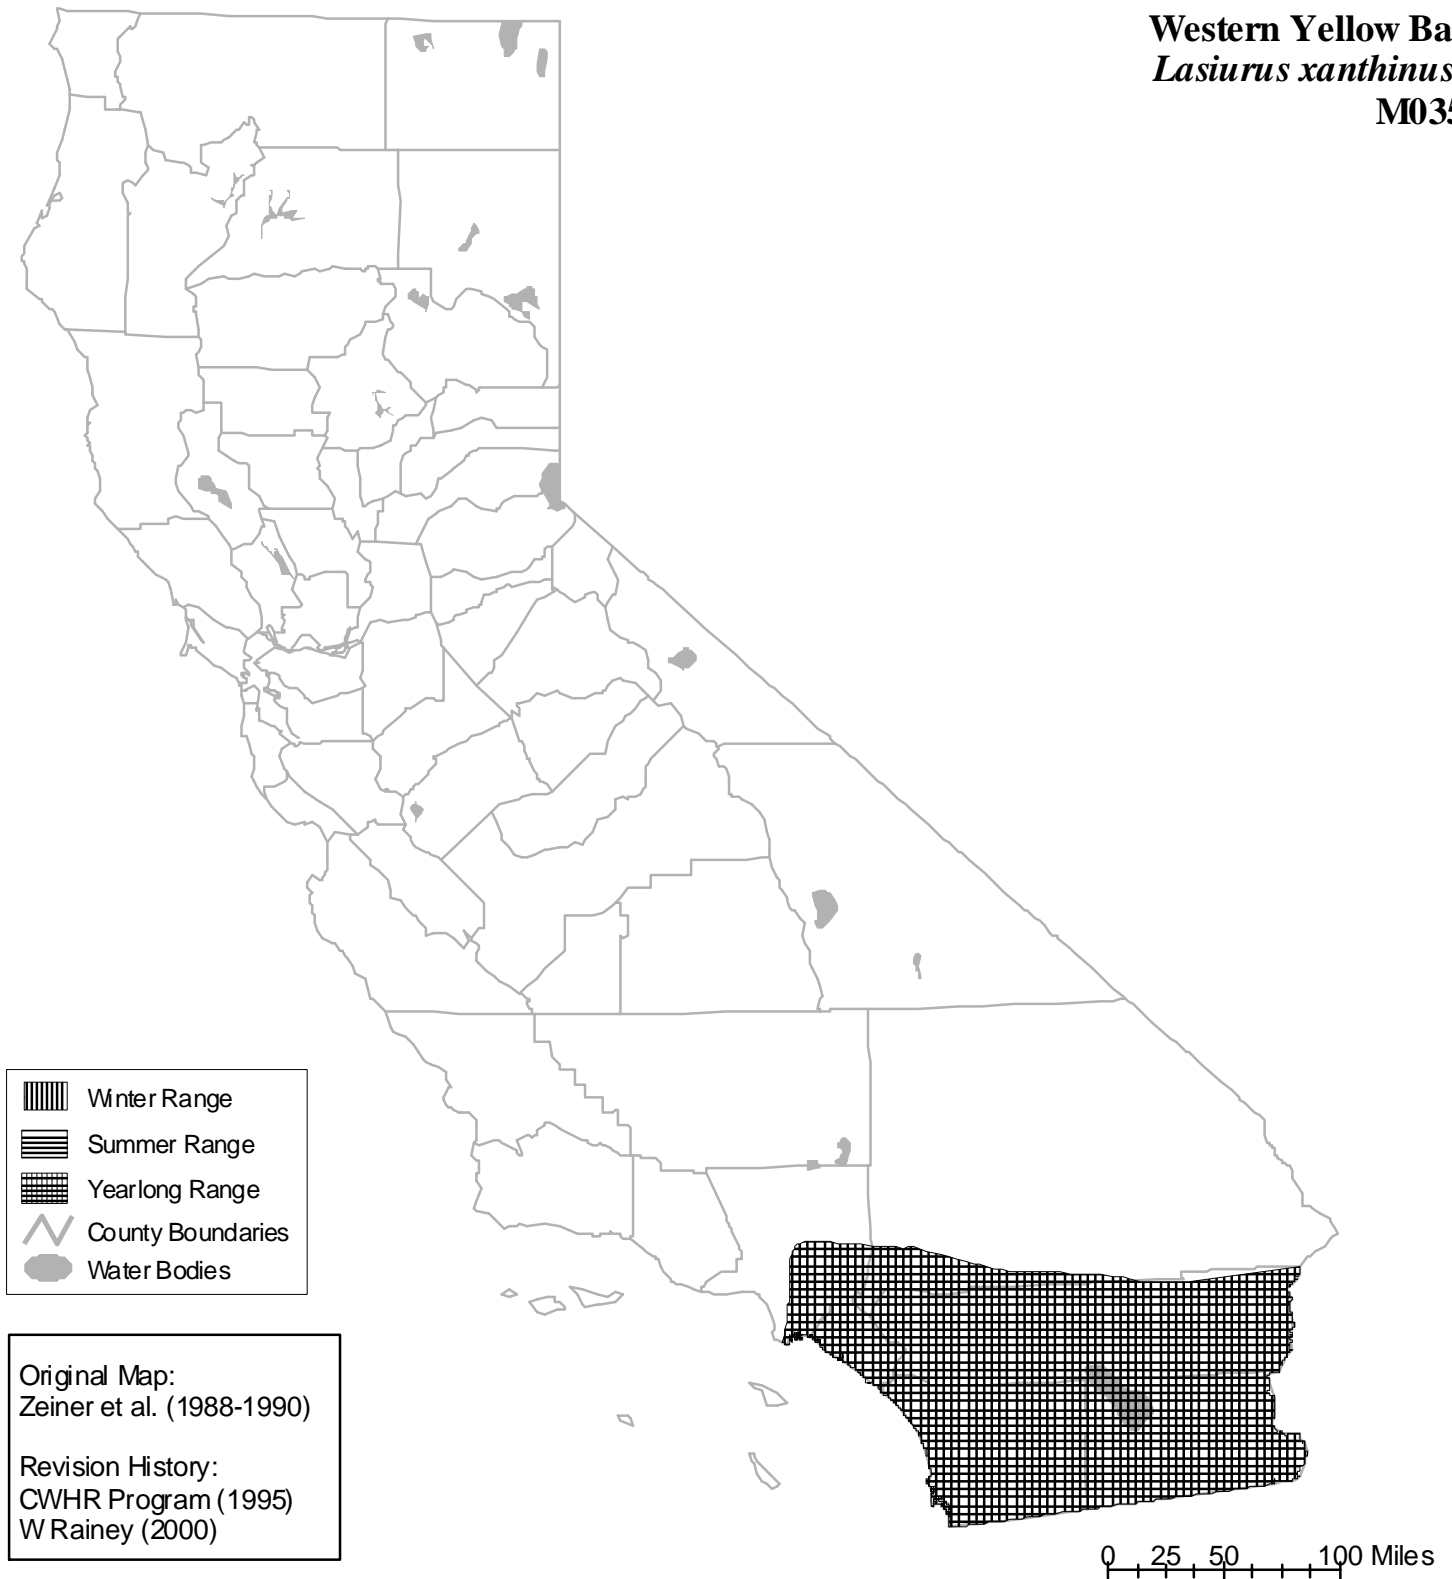 Western Yellow Ba
Lasiurus xanthinus
M035
Winter Range
Summer Range
Yearlong Range
County Boundaries
Water Bodies
Original Map:
Zeiner et al. (1988-1990)
Revision History:
CWHR Program (1995)
W Rainey (2000)
0 25 50 100 Miles